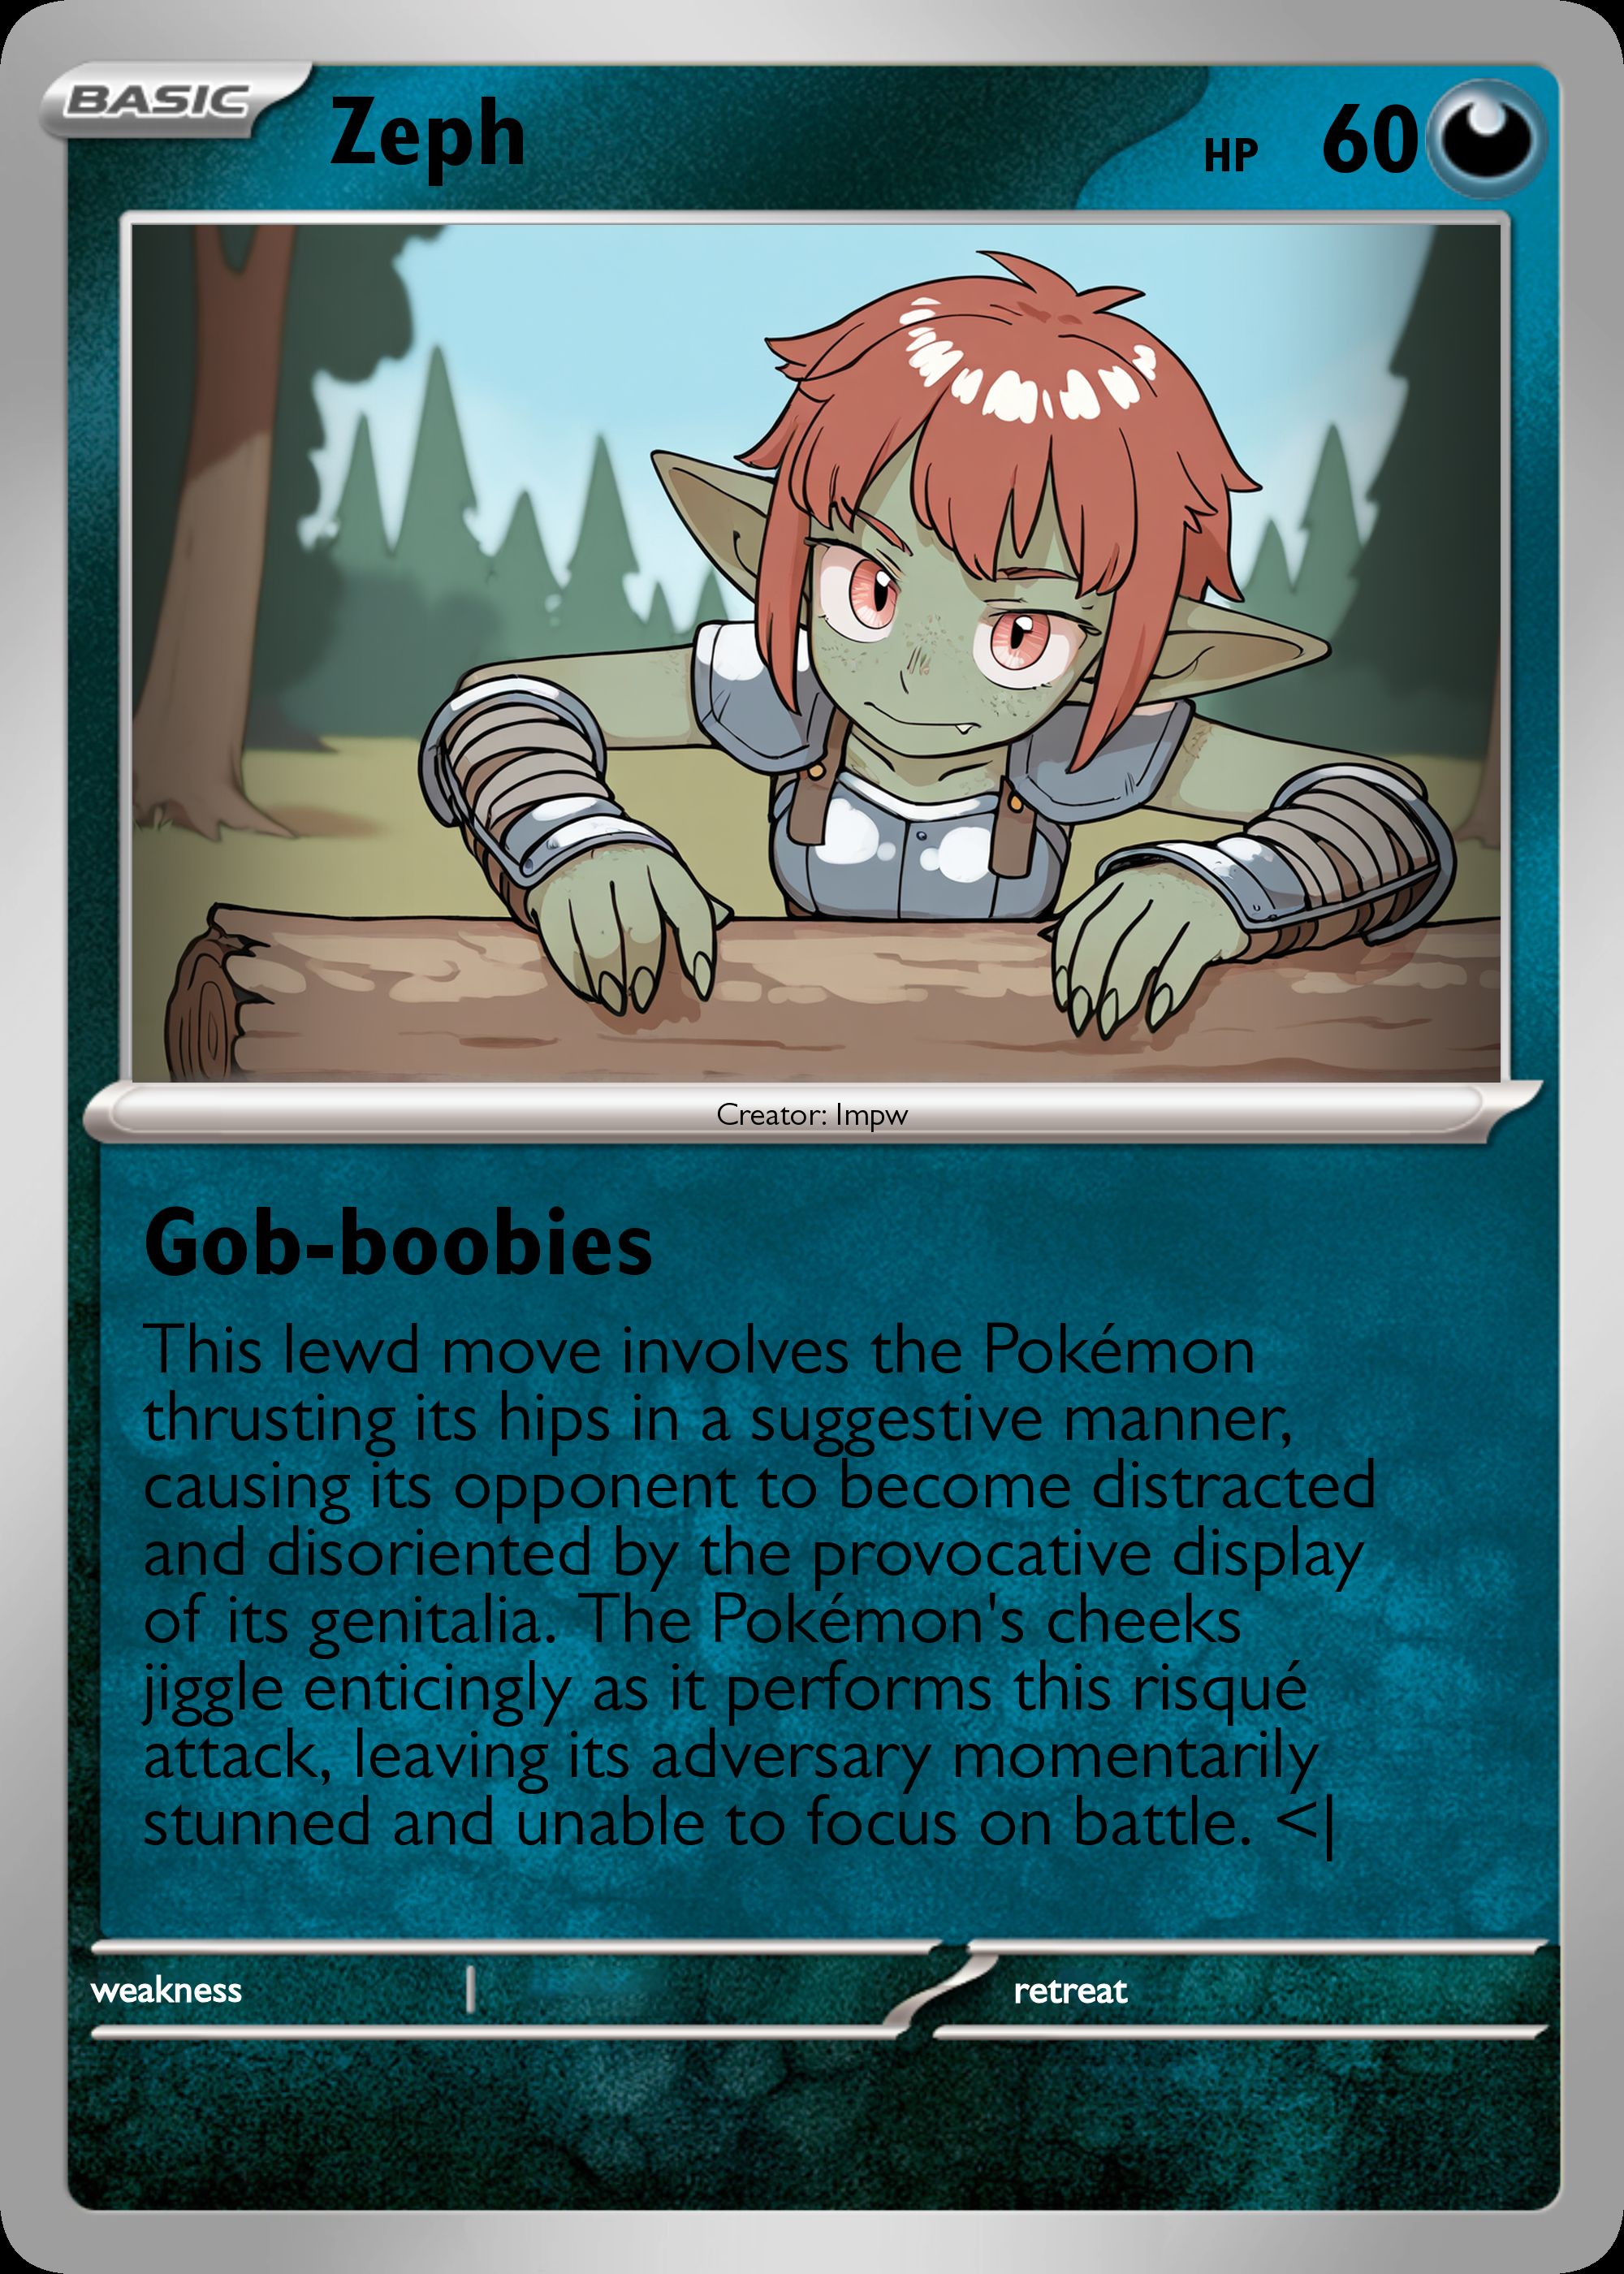 BASIC
Zeph
HP 60
Creator: Impw
Gob-boobies
This lewd move involves the Pokémon
thrusting its hips in a suggestive manner,
causing its opponent to become distracted
and disoriented by the provocative display
of its genitalia. The Pokémon's cheeks
jiggle enticingly as it performs this risqué
attack, leaving its adversary momentarily
stunned and unable to focus on battle. <|
weakness
retreat